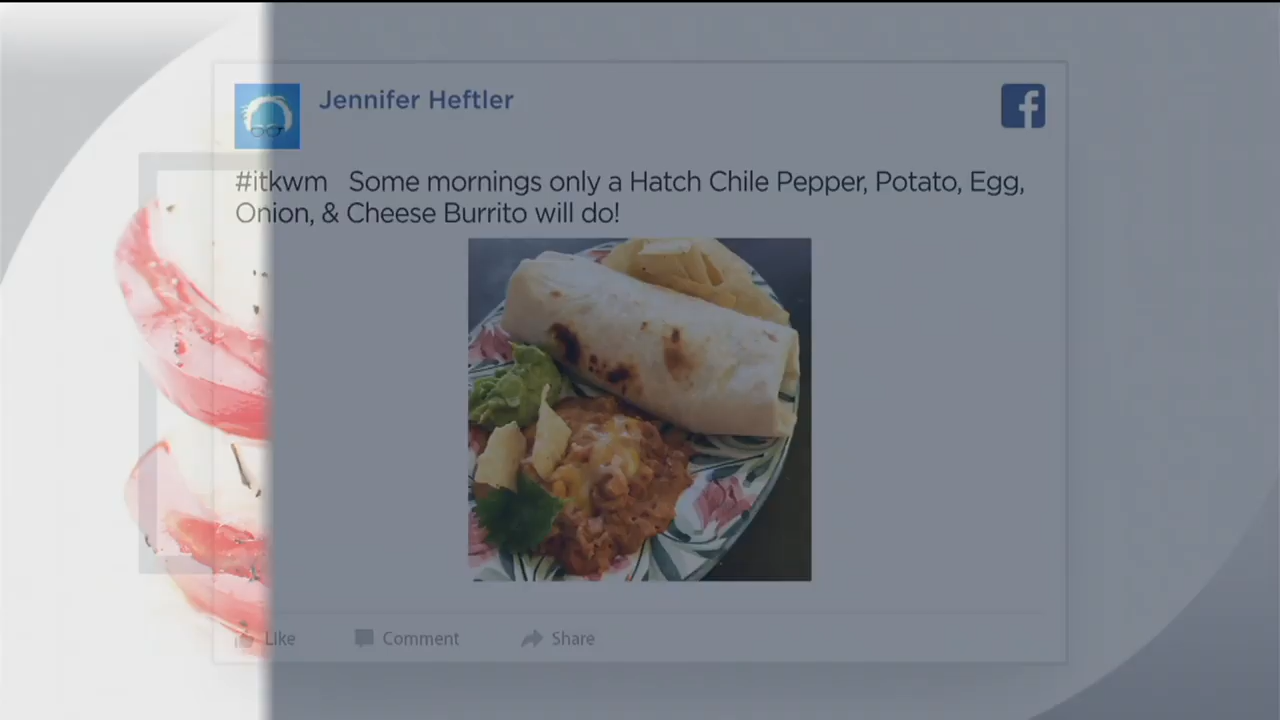 Jennifer Heftler
#itkwm Some mornings only a Hatch Chile Pepper, Potato, Egg,
Onion, & Cheese Burrito will do!
Like Comment Share